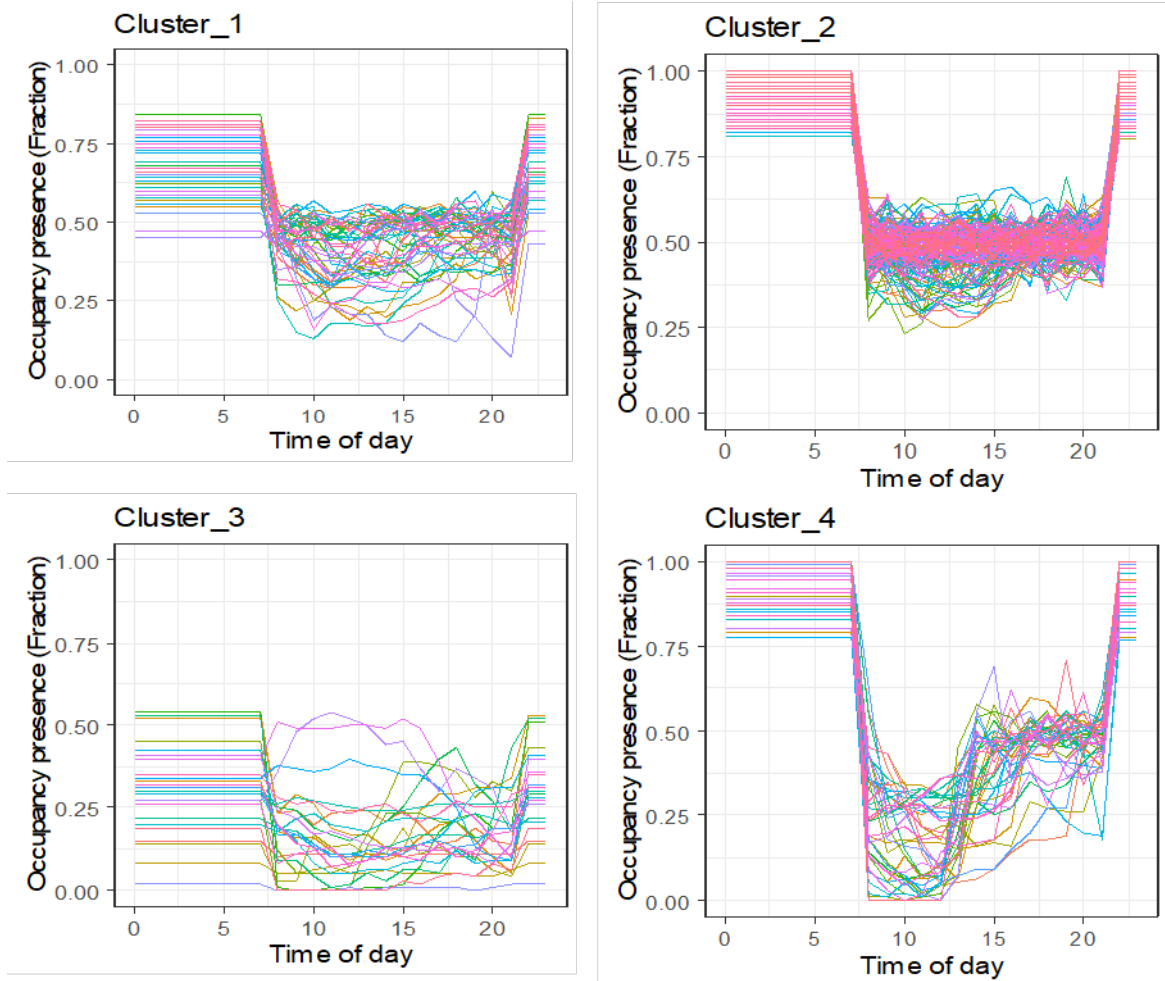 Cluster_1
Occupancy presence (Fraction)
1.00
0.75
0.50
0.25
0.00
0 5 10 15 20
Time of day
Cluster_2
Occupancy presence (Fraction)
1.00
0.75
0.50
0.25
0.00
0 5 10 15 20
Time of day
Cluster_3
Occupancy presence (Fraction)
1.00
0.75
0.50
0.25
0.00
0 5 10 15 20
Time of day
Cluster_4
Occupancy presence (Fraction)
1.00
0.75
0.50
0.25
0.00
0 5 10 15 20
Time of day